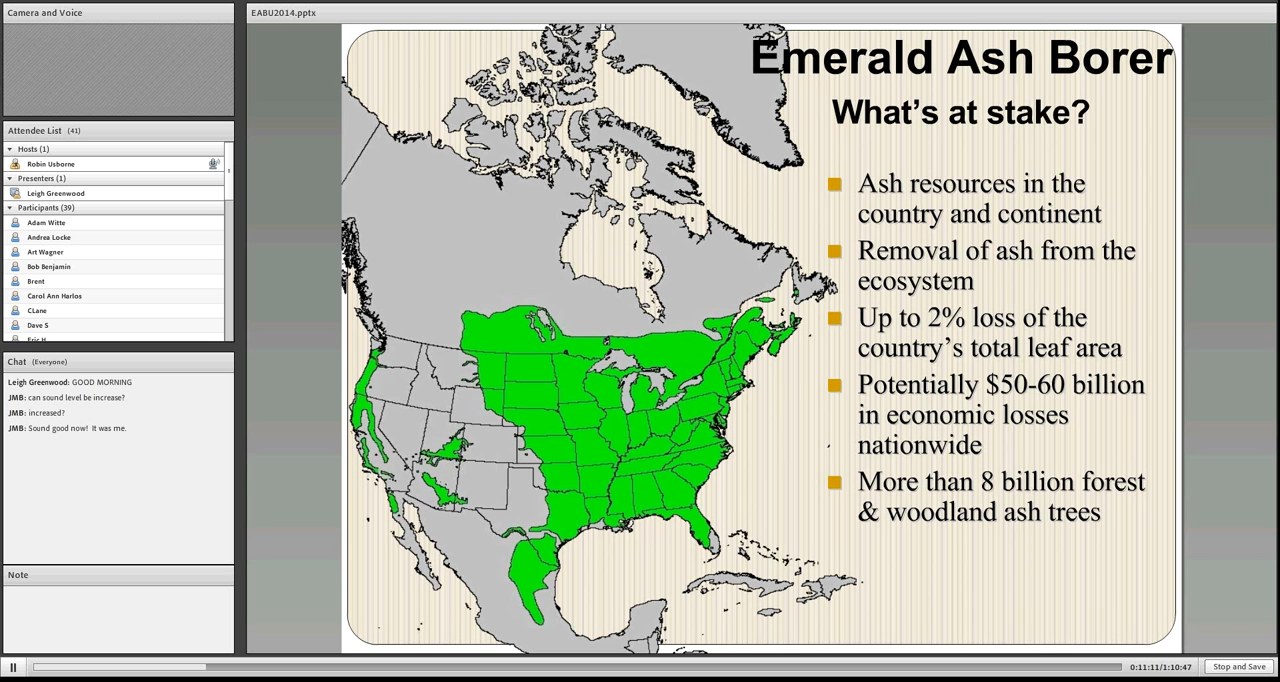 Camera and Voice
EABU2014.pptx
Attendee List (41)
Hosts (1)
Robin Usborne
Presenters (1)
Leigh Greenwood
Participants (39)
Adam Witte
Andrea Locke
Art Wagner
Bob Benjamin
Brent
Carol Ann Harlos
CLane
Dave S
Chat (Everyone)
Leigh Greenwood: GOOD MORNING
JMB: can sound level be increase?
JMB: increased?
JMB: Sound good now! It was me.
Note
Emerald Ash Borer
What's at stake?
Ash resources in the
country and continent
Removal of ash from the
ecosystem
Up to 2% loss of the
country's total leaf area
Potentially $50-60 billion
in economic losses
nationwide
More than 8 billion forest
& woodland ash trees
0:11:11/1:10:47
Stop and Save